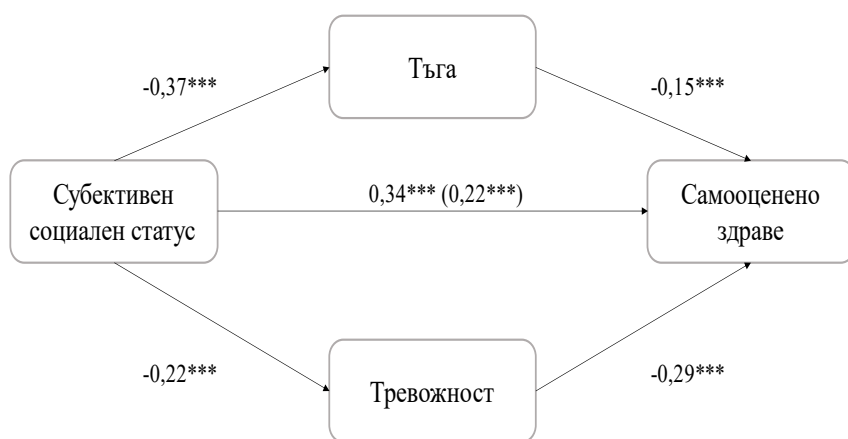 Тъга
-0,37***
-0,15***
Субективен
социален статус
0,34*** (0,22***)
Самооценено
здраве
-0,22***
Тревожност
-0,29***